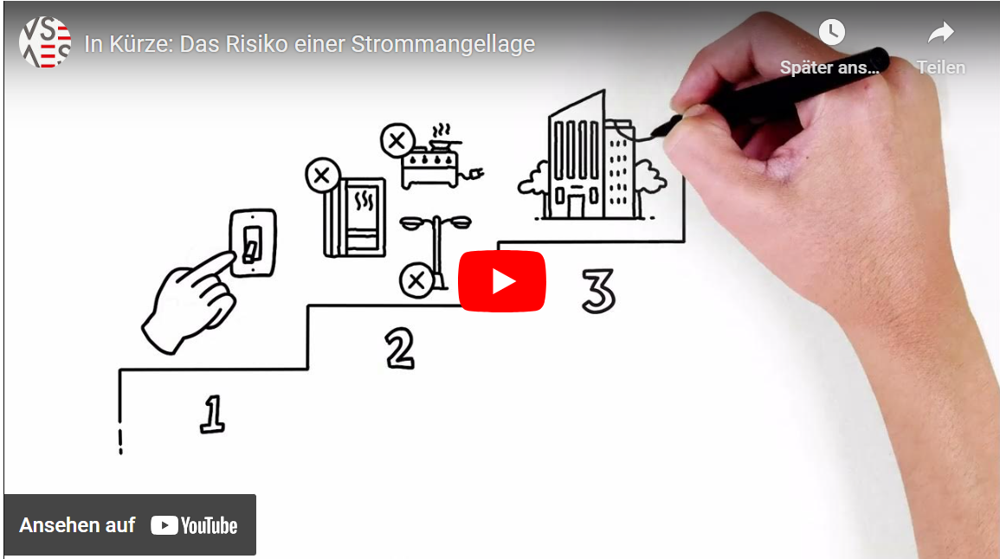 VS=
AES
In Kürze: Das Risiko einer Strommangellage
Später ans...
Teilen
3
2
1
Ansehen auf YouTube